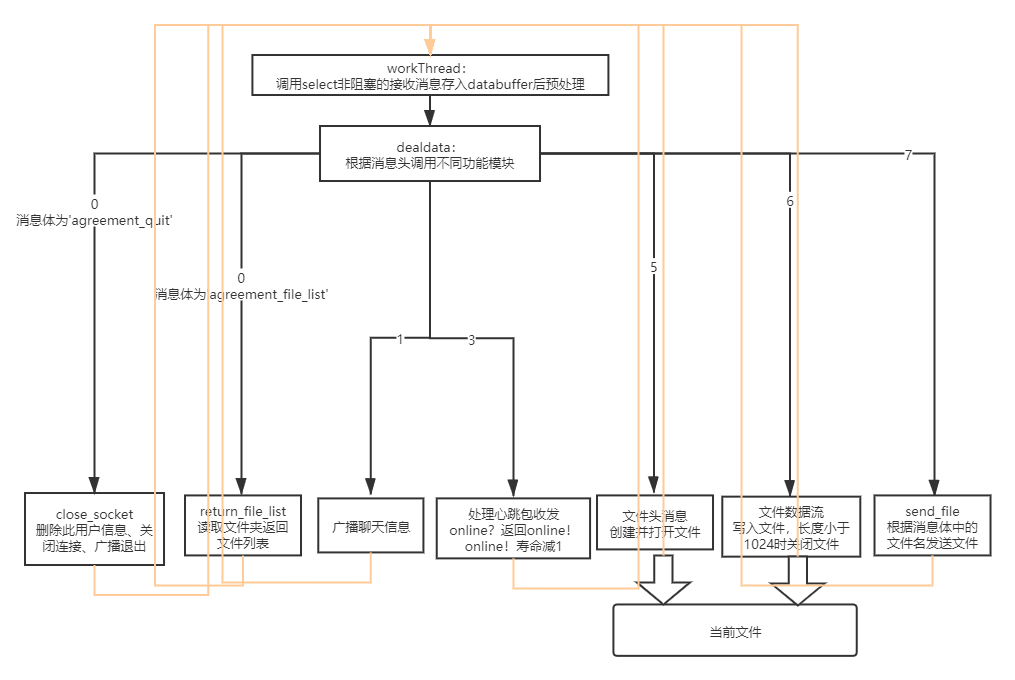 workThread：
调用select非阻塞的接收消息存入databuffer后预处理
dealdata：
根据消息头调用不同功能模块
7
0
消息体为'agreement_quit'
6
5
0
消息体为'agreement_file_list'
1
3
close_socket
删除此用户信息、关
闭连接、广播退出
return_file_list
读取文件夹返回
文件列表
广播聊天信息
处理心跳包收发
online？返回online！
online！寿命减1
文件头消息
创建并打开文件
文件数据流
写入文件，长度小于
1024时关闭文件
send_file
根据消息体中的
文件名发送文件
当前文件